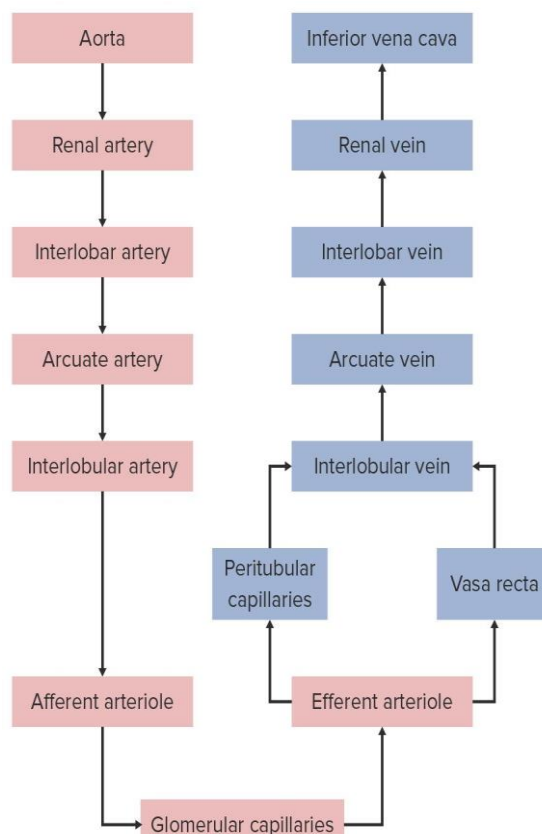 Aorta
Renal artery
Interlobar artery
Arcuate artery
Interlobular artery
Afferent arteriole
Glomerular capillaries
Efferent arteriole
Peritubular
capillaries
Vasa recta
Interlobular vein
Arcuate vein
Interlobar vein
Renal vein
Inferior vena cava